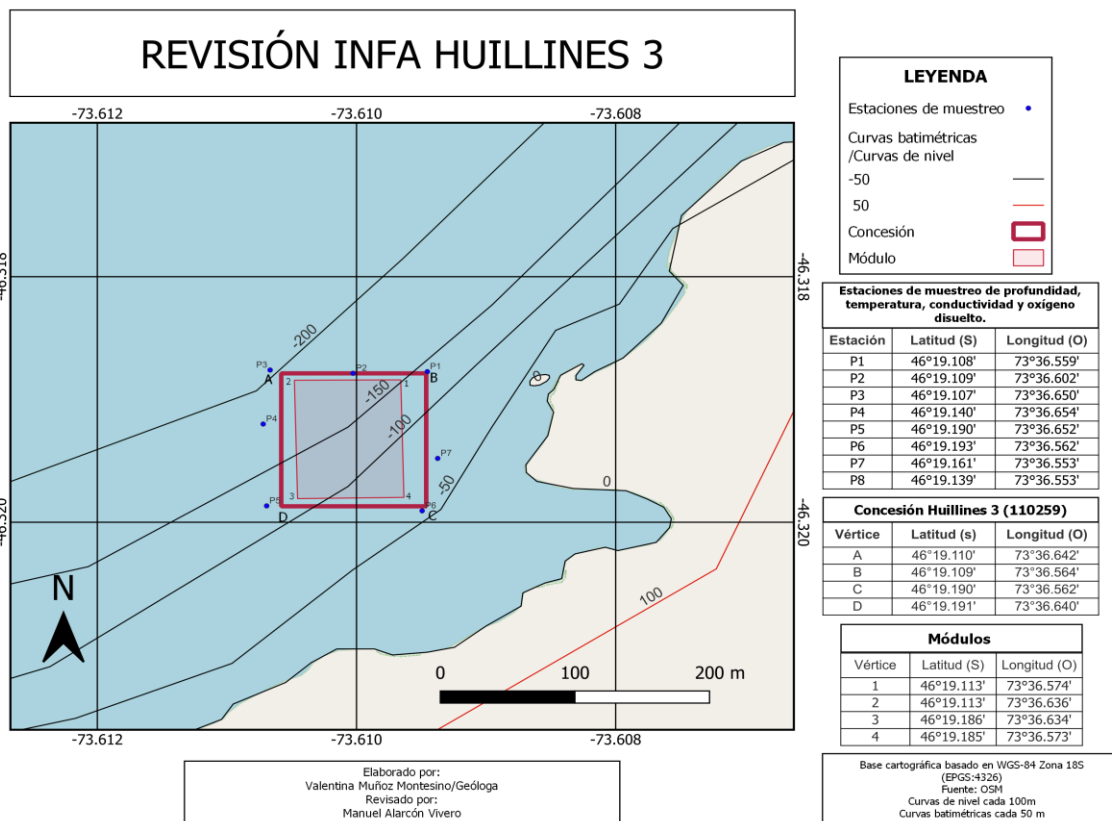 REVISIÓN INFA HUILLINES 3
-73.612 -73.610 -73.608
-46.318 -46.318
-200
P3 P2 P1
A B
2 1
-150
P4
-100
P7
-50
0
0
3 4
P5 P6
D C
-46.320 -46.320
100
N
0 100 200 m
-73.612 -73.610 -73.608
LEYENDA
Estaciones de muestreo
Curvas batimétricas
/Curvas de nivel
-50
50
Concesión
Módulo
Estaciones de muestreo de profundidad,
temperatura, conductividad y oxígeno
disuelto.
Estación Latitud (S) Longitud (O)
P1 46°19.108' 73°36.559'
P2 46°19.109' 73°36.602'
P3 46°19.107' 73°36.650'
P4 46°19.140' 73°36.654'
P5 46°19.190' 73°36.652'
P6 46°19.193' 73°36.562'
P7 46°19.161' 73°36.553'
P8 46°19.139' 73°36.553'
Concesión Huillines 3 (110259)
Vértice Latitud (s) Longitud (O)
A 46°19.110' 73°36.642'
B 46°19.109' 73°36.564'
C 46°19.190' 73°36.562'
D 46°19.191' 73°36.640'
Módulos
Vértice Latitud (S) Longitud (O)
1 46°19.113' 73°36.574'
2 46°19.113' 73°36.636'
3 46°19.186' 73°36.634'
4 46°19.185' 73°36.573'
Elaborado por:
Valentina Muñoz Montesino/Geóloga
Revisado por:
Manuel Alarcón Vivero
Base cartográfica basado en WGS-84 Zona 18S
(EPGS:4326)
Fuente: OSM
Curvas de nivel cada 100m
Curvas batimétricas cada 50 m